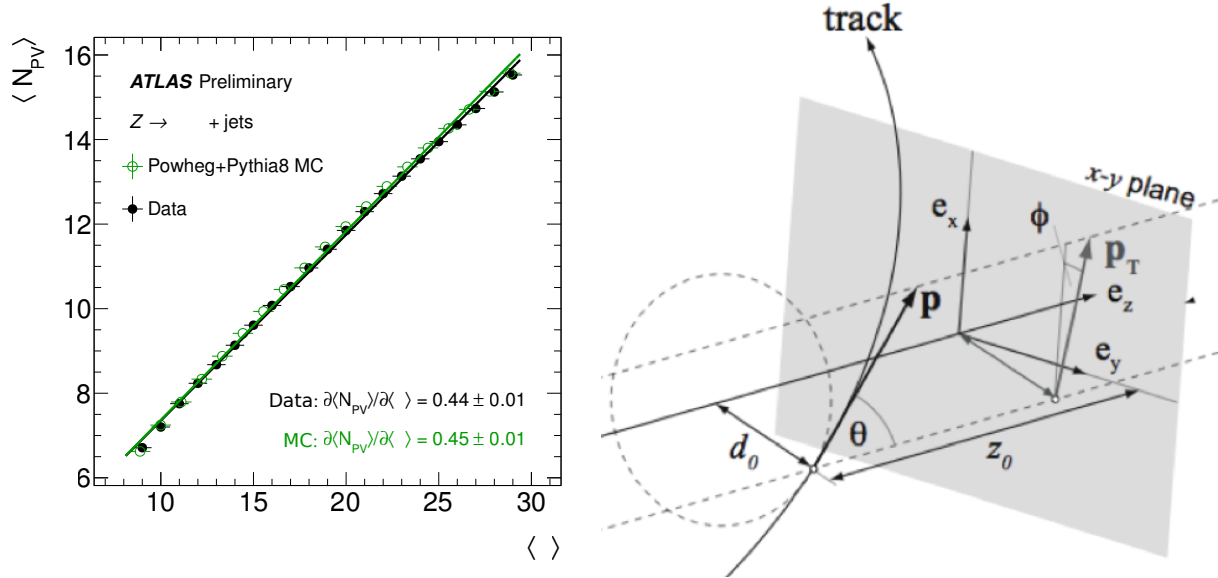 ⟨ N_PV ⟩
16
14
12
10
8
6
ATLAS Preliminary
Z → + jets
Powheg+Pythia8 MC
Data
Data: ∂⟨N_PV⟩/∂⟨ ⟩ = 0.44 ± 0.01
MC: ∂⟨N_PV⟩/∂⟨ ⟩ = 0.45 ± 0.01
10 15 20 25 30
⟨ ⟩
track
x-y plane
e_x
ϕ
p_T
p
e_z
e_y
θ
d_0
z_0